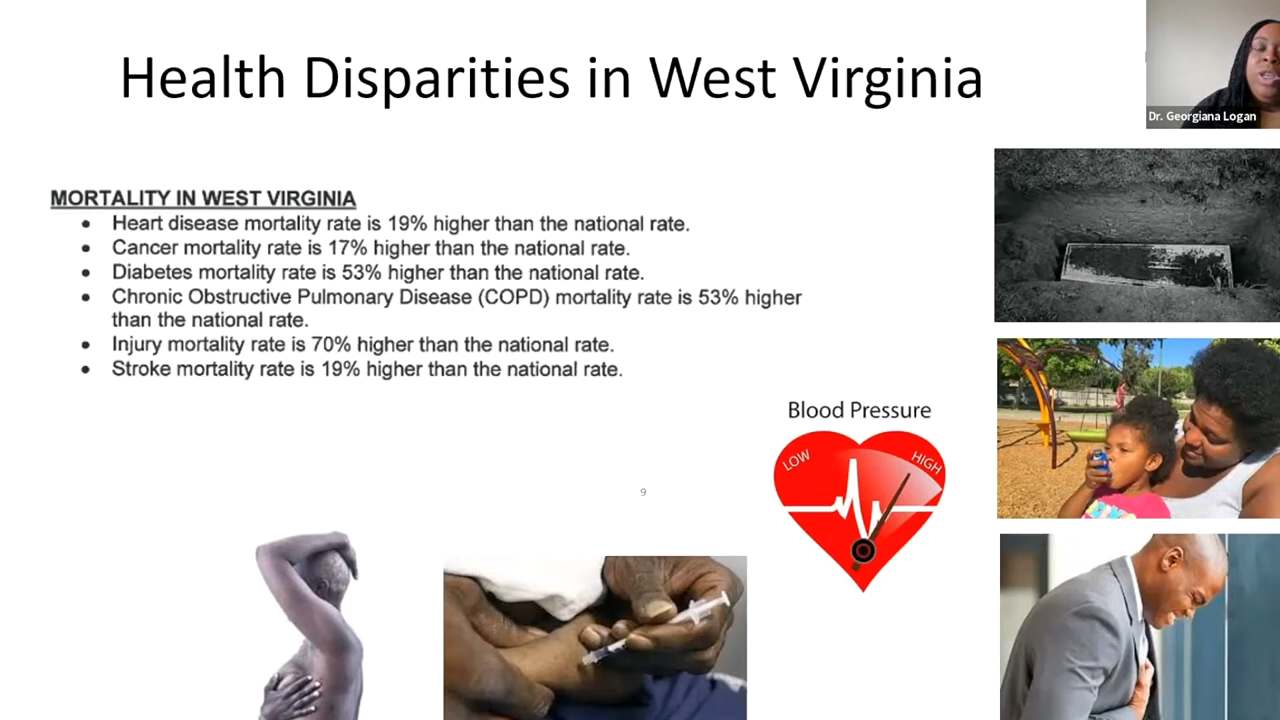 Health Disparities in West Virginia
Dr. Georgiana Logan
MORTALITY IN WEST VIRGINIA
• Heart disease mortality rate is 19% higher than the national rate.
• Cancer mortality rate is 17% higher than the national rate.
• Diabetes mortality rate is 53% higher than the national rate.
• Chronic Obstructive Pulmonary Disease (COPD) mortality rate is 53% higher
than the national rate.
• Injury mortality rate is 70% higher than the national rate.
• Stroke mortality rate is 19% higher than the national rate.
Blood Pressure
LOW
HIGH
9